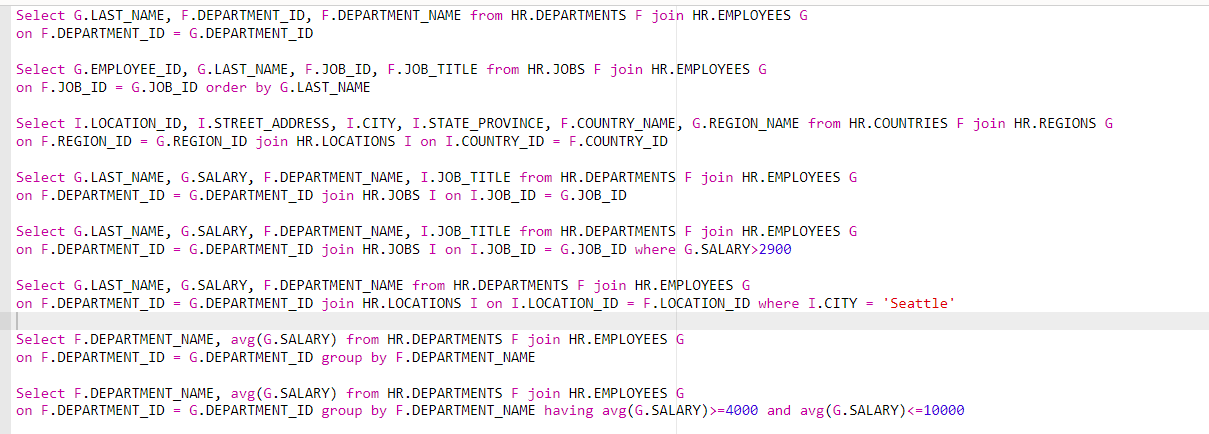 Select G.LAST_NAME, F.DEPARTMENT_ID, F.DEPARTMENT_NAME from HR.DEPARTMENTS F join HR.EMPLOYEES G
on F.DEPARTMENT_ID = G.DEPARTMENT_ID
Select G.EMPLOYEE_ID, G.LAST_NAME, F.JOB_ID, F.JOB_TITLE from HR.JOBS F join HR.EMPLOYEES G
on F.JOB_ID = G.JOB_ID order by G.LAST_NAME
Select I.LOCATION_ID, I.STREET_ADDRESS, I.CITY, I.STATE_PROVINCE, F.COUNTRY_NAME, G.REGION_NAME from HR.COUNTRIES F join HR.REGIONS G
on F.REGION_ID = G.REGION_ID join HR.LOCATIONS I on I.COUNTRY_ID = F.COUNTRY_ID
Select G.LAST_NAME, G.SALARY, F.DEPARTMENT_NAME, I.JOB_TITLE from HR.DEPARTMENTS F join HR.EMPLOYEES G
on F.DEPARTMENT_ID = G.DEPARTMENT_ID join HR.JOBS I on I.JOB_ID = G.JOB_ID
Select G.LAST_NAME, G.SALARY, F.DEPARTMENT_NAME, I.JOB_TITLE from HR.DEPARTMENTS F join HR.EMPLOYEES G
on F.DEPARTMENT_ID = G.DEPARTMENT_ID join HR.JOBS I on I.JOB_ID = G.JOB_ID where G.SALARY>2900
Select G.LAST_NAME, G.SALARY, F.DEPARTMENT_NAME from HR.DEPARTMENTS F join HR.EMPLOYEES G
on F.DEPARTMENT_ID = G.DEPARTMENT_ID join HR.LOCATIONS I on I.LOCATION_ID = F.LOCATION_ID where I.CITY = 'Seattle'
Select F.DEPARTMENT_NAME, avg(G.SALARY) from HR.DEPARTMENTS F join HR.EMPLOYEES G
on F.DEPARTMENT_ID = G.DEPARTMENT_ID group by F.DEPARTMENT_NAME
Select F.DEPARTMENT_NAME, avg(G.SALARY) from HR.DEPARTMENTS F join HR.EMPLOYEES G
on F.DEPARTMENT_ID = G.DEPARTMENT_ID group by F.DEPARTMENT_NAME having avg(G.SALARY)>=4000 and avg(G.SALARY)<=10000